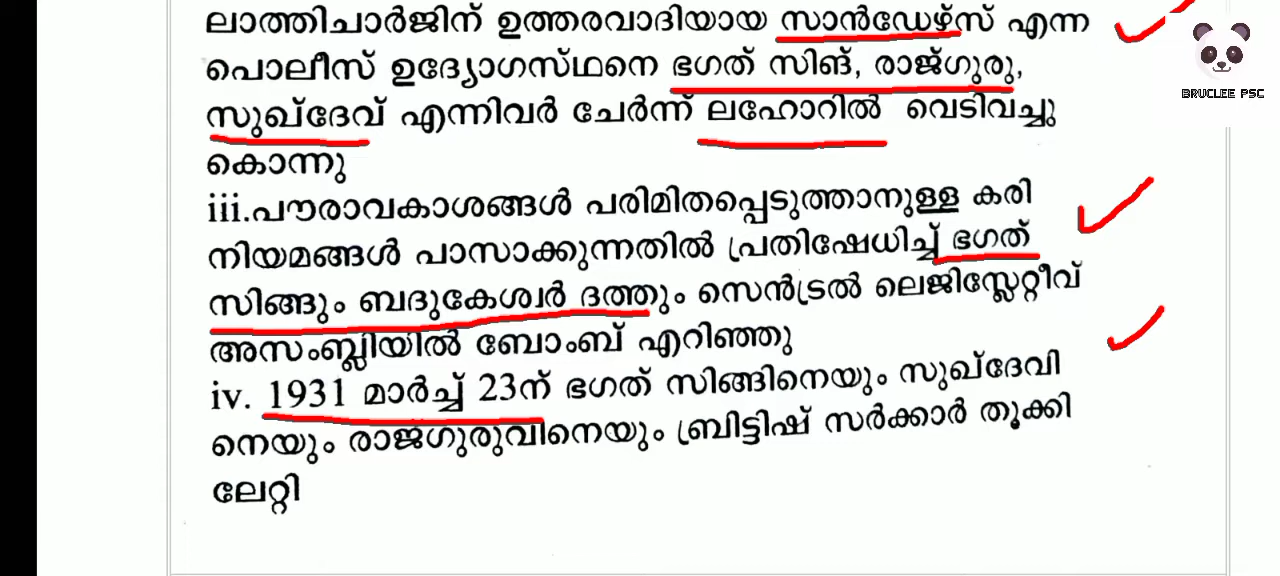 ലാത്തിചാർജിന് ഉത്തരവാദിയായ സാൻഡേഴ്സ് എന്ന
പൊലീസ് ഉദ്യോഗസ്ഥനെ ഭഗത് സിങ്, രാജ്ഗുരു,
സുഖ്ദേവ് എന്നിവർ ചേർന്ന് ലഹോറിൽ വെടിവച്ചു
കൊന്നു
iii.പൗരാവകാശങ്ങൾ പരിമിതപ്പെടുത്താനുള്ള കരി
നിയമങ്ങൾ പാസാക്കുന്നതിൽ പ്രതിഷേധിച്ച് ഭഗത്
സിങ്ങും ബദുകേശ്വർ ദത്തും സെൻട്രൽ ലെജിസ്ലേറ്റീവ്
അസംബ്ലിയിൽ ബോംബ് എറിഞ്ഞു
iv. 1931 മാർച്ച് 23ന് ഭഗത് സിങ്ങിനെയും സുഖ്ദേവി
നെയും രാജ്ഗുരുവിനെയും ബ്രിട്ടിഷ് സർക്കാർ തൂക്കി
ലേറ്റി
BRUCLEE PSC